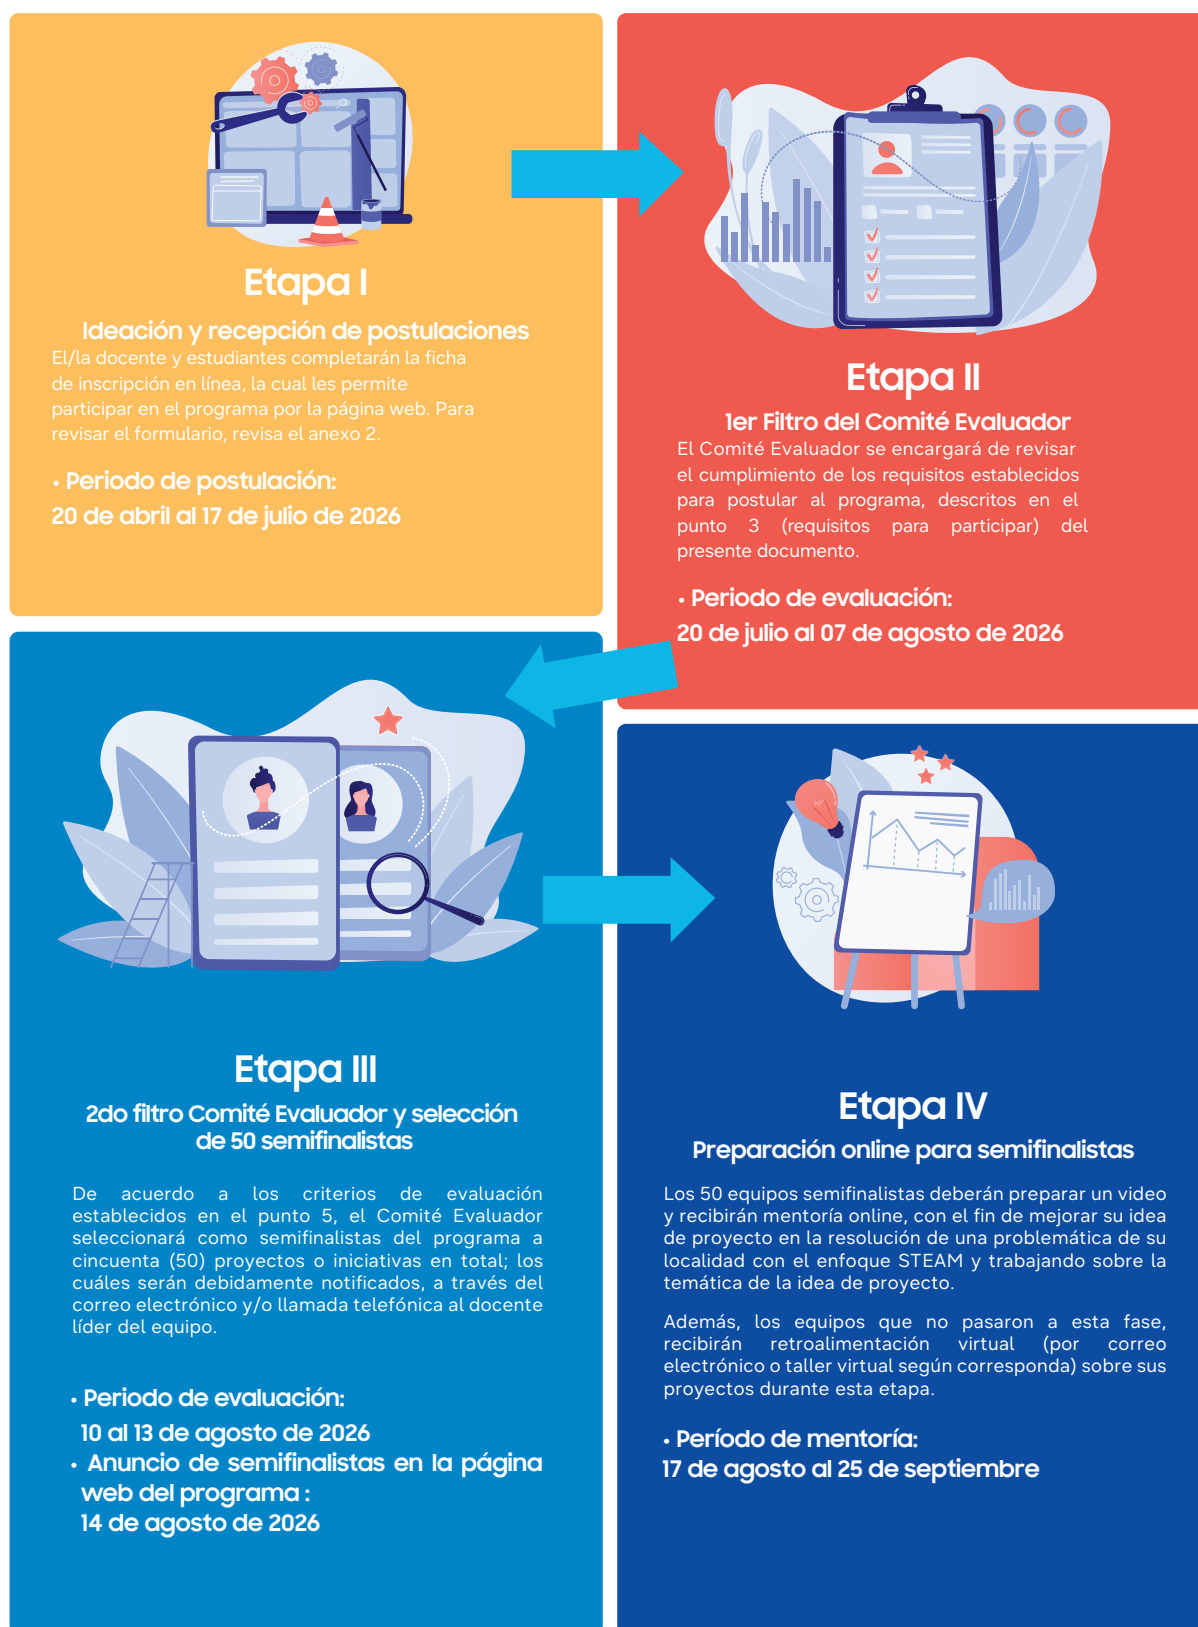 Etapa I
Ideación y recepción de postulaciones
El/la docente y estudiantes completarán la ficha
de inscripción en línea, la cual les permite
participar en el programa por la página web. Para
revisar el formulario, revisa el anexo 2.
• Periodo de postulación:
20 de abril al 17 de julio de 2026
Etapa II
1er Filtro del Comité Evaluador
El Comité Evaluador se encargará de revisar
el cumplimiento de los requisitos establecidos
para postular al programa, descritos en el
punto 3 (requisitos para participar) del
presente documento.
• Periodo de evaluación:
20 de julio al 07 de agosto de 2026
Etapa III
2do filtro Comité Evaluador y selección
de 50 semifinalistas
De acuerdo a los criterios de evaluación
establecidos en el punto 5, el Comité Evaluador
seleccionará como semifinalistas del programa a
cincuenta (50) proyectos o iniciativas en total; los
cuáles serán debidamente notificados, a través del
correo electrónico y/o llamada telefónica al docente
líder del equipo.
• Periodo de evaluación:
10 al 13 de agosto de 2026
• Anuncio de semifinalistas en la página
web del programa :
14 de agosto de 2026
Etapa IV
Preparación online para semifinalistas
Los 50 equipos semifinalistas deberán preparar un video
y recibirán mentoría online, con el fin de mejorar su idea
de proyecto en la resolución de una problemática de su
localidad con el enfoque STEAM y trabajando sobre la
temática de la idea de proyecto.
Además, los equipos que no pasaron a esta fase,
recibirán retroalimentación virtual (por correo
electrónico o taller virtual según corresponda) sobre sus
proyectos durante esta etapa.
• Período de mentoría:
17 de agosto al 25 de septiembre